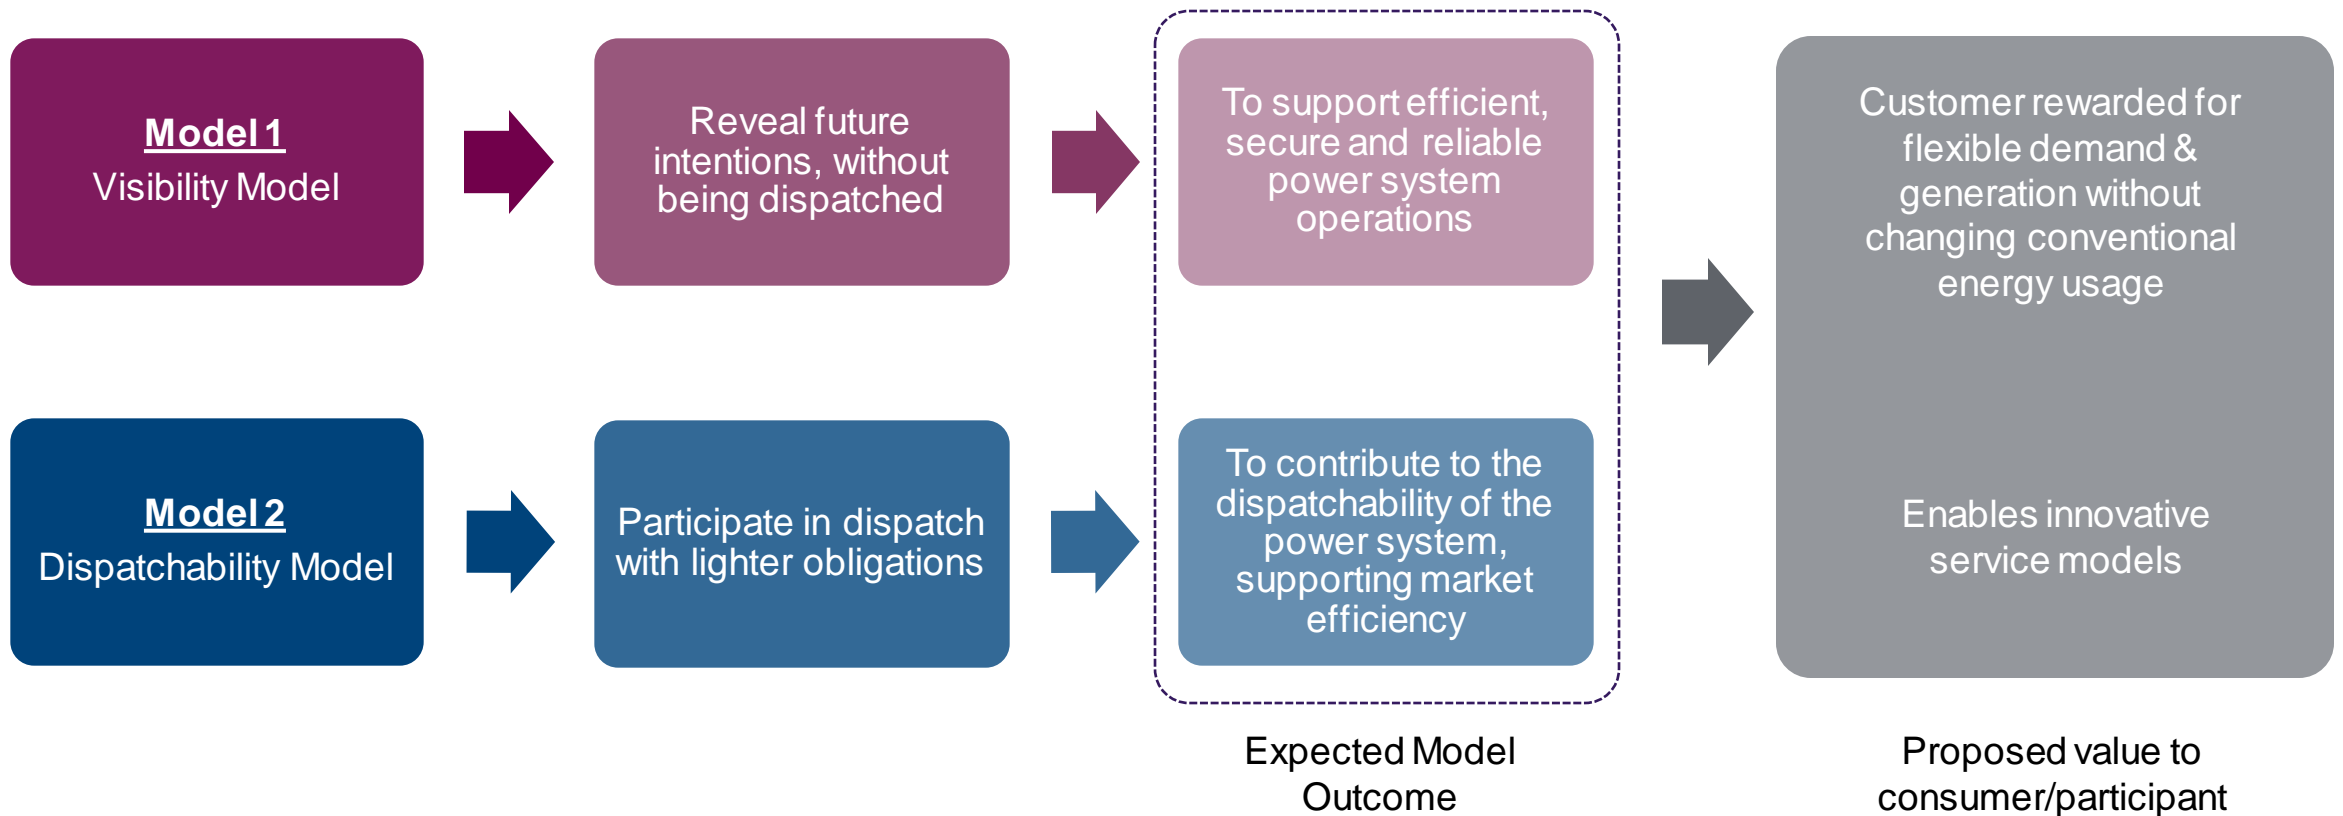 Model 1
Visibility Model
Reveal future
intentions, without
being dispatched
To support efficient,
secure and reliable
power system
operations
Customer rewarded for
flexible demand &
generation without
changing conventional
energy usage
Model 2
Dispatchability Model
Participate in dispatch
with lighter obligations
To contribute to the
dispatchability of the
power system,
supporting market
efficiency
Enables innovative
service models
Expected Model
Outcome
Proposed value to
consumer/participant